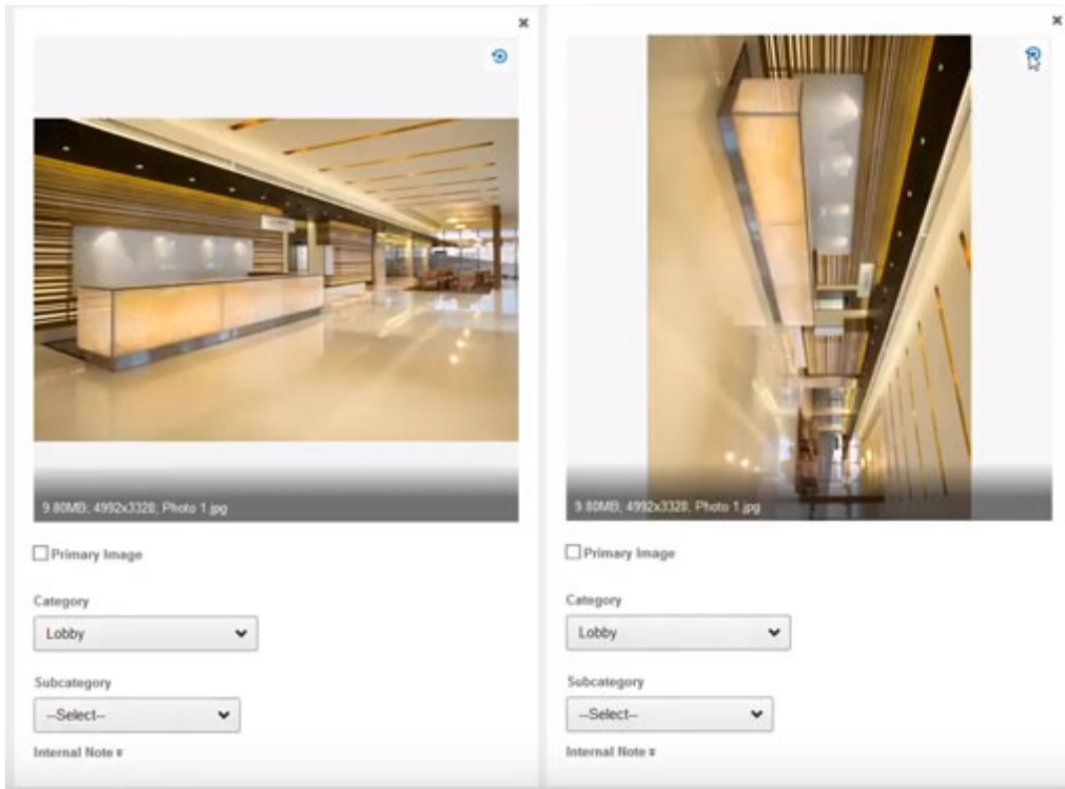 9.80MB, 4992x3328, Photo 1.jpg
Primary Image
Category
Lobby
Subcategory
--Select--
Internal Note
9.80MB, 4992x3328, Photo 1.jpg
Primary Image
Category
Lobby
Subcategory
--Select--
Internal Note